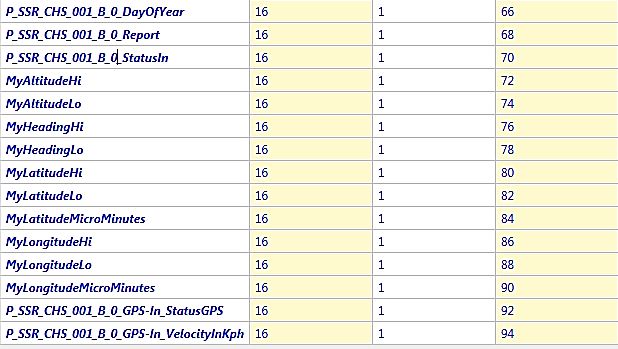 P_SSR_CHS_001_B_0_DayOfYear 16 1 66
P_SSR_CHS_001_B_0_Report 16 1 68
P_SSR_CHS_001_B_0_StatusIn 16 1 70
MyAltitudeHi 16 1 72
MyAltitudeLo 16 1 74
MyHeadingHi 16 1 76
MyHeadingLo 16 1 78
MyLatitudeHi 16 1 80
MyLatitudeLo 16 1 82
MyLatitudeMicroMinutes 16 1 84
MyLongitudeHi 16 1 86
MyLongitudeLo 16 1 88
MyLongitudeMicroMinutes 16 1 90
P_SSR_CHS_001_B_0_GPS-In_StatusGPS 16 1 92
P_SSR_CHS_001_B_0_GPS-In_VelocityInKph 16 1 94